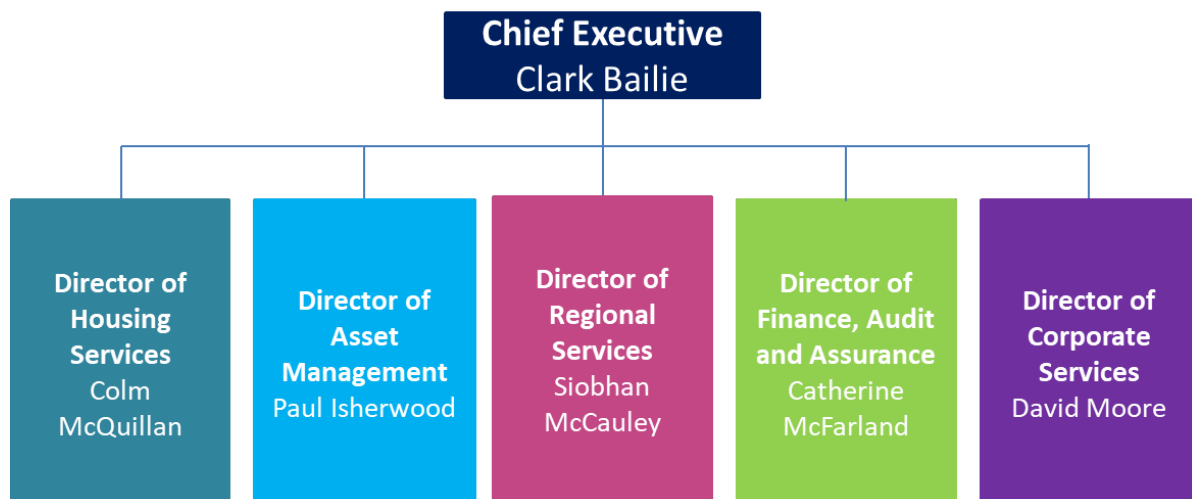 Chief Executive
Clark Bailie
Director of
Housing
Services
Colm
McQuillan
Director of
Asset
Management
Paul Isherwood
Director of
Regional
Services
Siobhan
McCauley
Director of
Finance, Audit
and Assurance
Catherine
McFarland
Director of
Corporate
Services
David Moore